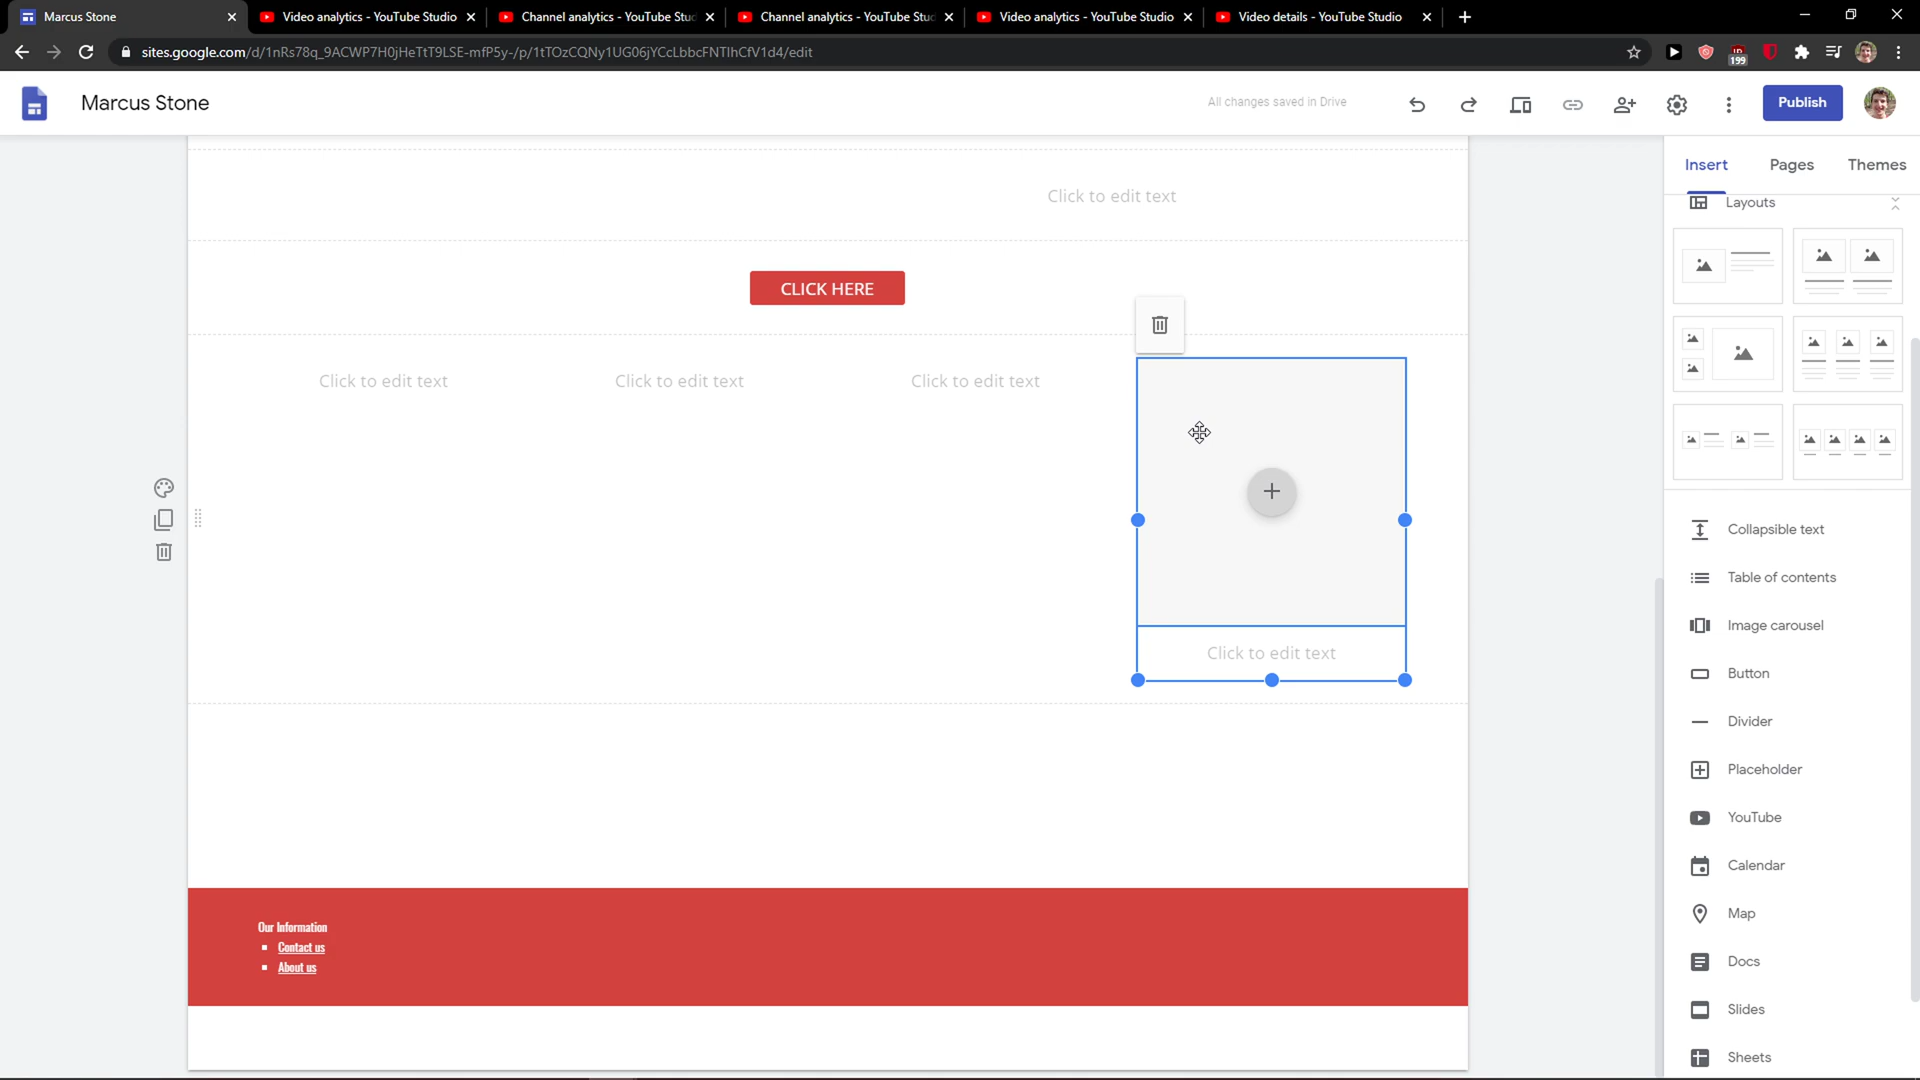 Marcus Stone
Video analytics - YouTube Studio
Channel analytics - YouTube Stu
Channel analytics - YouTube Stu
Video analytics - YouTube Studio
Video details - YouTube Studio
sites.google.com/d/1nRs78q_9ACWP7H0jHeTtT9LSE-mfP5y-/p/1tTOzCQNy1UG06jYCcLbbcFNTIhCfV1d4/edit
199
Marcus Stone
All changes saved in Drive
Publish
Insert
Pages
Themes
Layouts
Click to edit text
CLICK HERE
Click to edit text
Click to edit text
Click to edit text
Click to edit text
Collapsible text
Table of contents
Image carousel
Button
Divider
Placeholder
YouTube
Calendar
Map
Docs
Slides
Sheets
Our Information
Contact us
About us